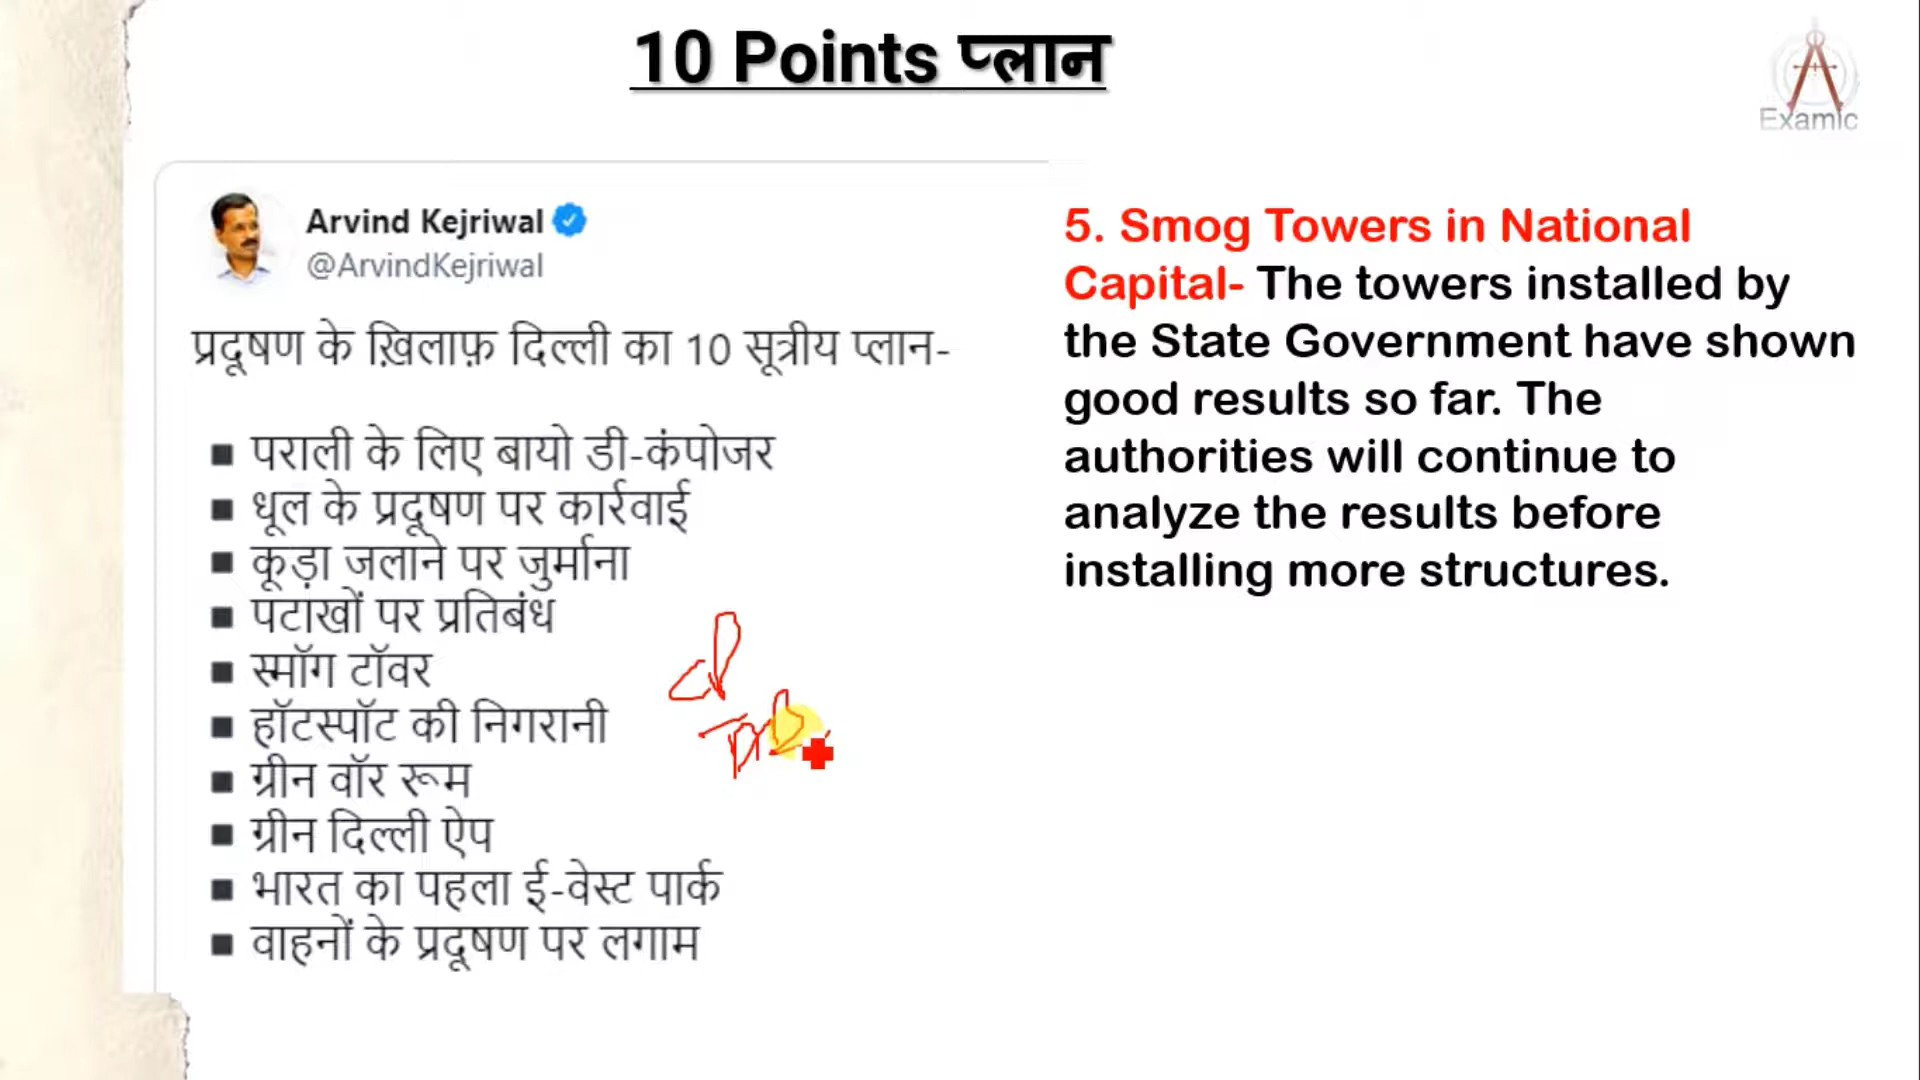 10 Points प्लान
Examic
Arvind Kejriwal
@ArvindKejriwal
प्रदूषण के ख़िलाफ़ दिल्ली का 10 सूत्रीय प्लान-
▪ पराली के लिए बायो डी-कंपोजर
▪ धूल के प्रदूषण पर कार्रवाई
▪ कूड़ा जलाने पर जुर्माना
▪ पटाखों पर प्रतिबंध
▪ स्मॉग टॉवर
▪ हॉटस्पॉट की निगरानी
▪ ग्रीन वॉर रूम
▪ ग्रीन दिल्ली ऐप
▪ भारत का पहला ई-वेस्ट पार्क
▪ वाहनों के प्रदूषण पर लगाम
5. Smog Towers in National
Capital- The towers installed by
the State Government have shown
good results so far. The
authorities will continue to
analyze the results before
installing more structures.